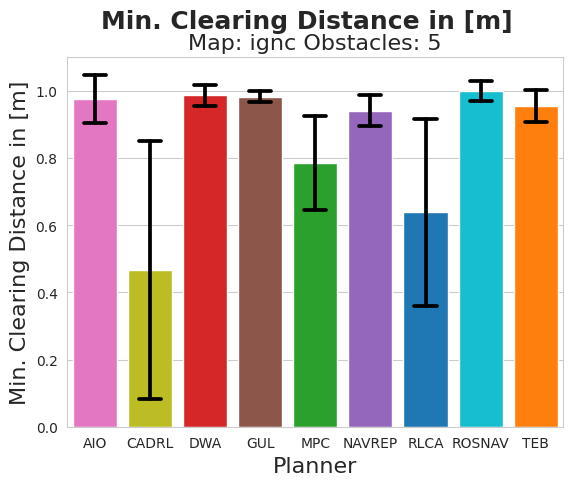 Min. Clearing Distance in [m]
Map: ignc Obstacles: 5
Min. Clearing Distance in [m]
1.0
0.8
0.6
0.4
0.2
0.0
AIO CADRL DWA GUL MPC NAVREP RLCA ROSNAV TEB
Planner